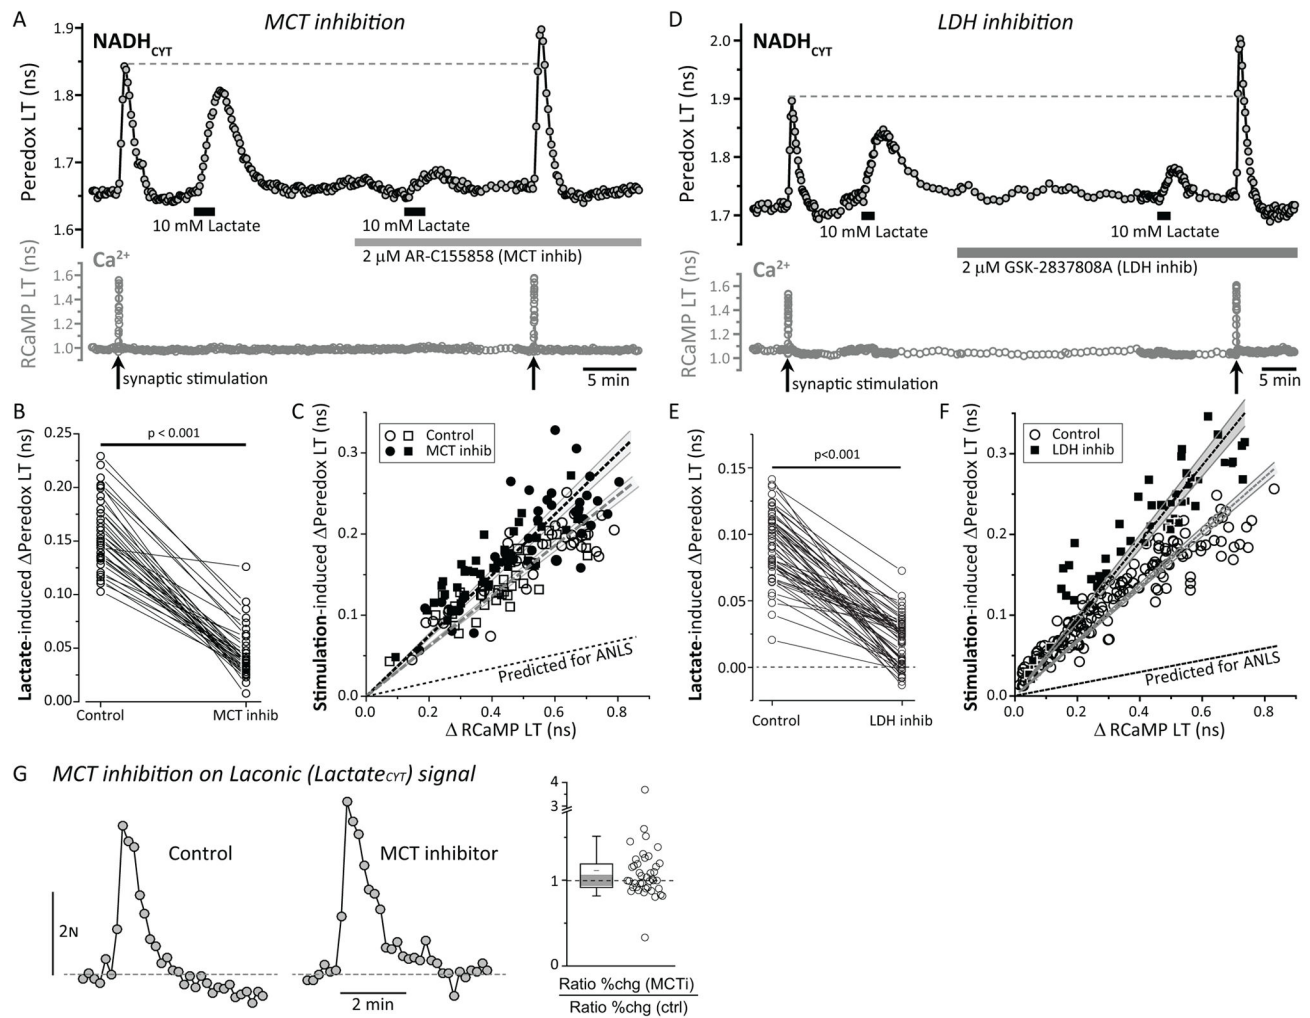 A
MCT inhibition
NADHCYT
Peredox LT (ns)
1.9
1.8
1.7
1.6
10 mM Lactate
10 mM Lactate
2 μM AR-C155858 (MCT inhib)
Ca2+
RCaMP LT (ns)
1.6
1.4
1.2
1.0
synaptic stimulation
5 min
D
LDH inhibition
NADHCYT
Peredox LT (ns)
2.0
1.9
1.8
1.7
10 mM Lactate
10 mM Lactate
2 μM GSK-2837808A (LDH inhib)
Ca2+
RCaMP LT (ns)
1.6
1.4
1.2
1.0
synaptic stimulation
5 min
B
Lactate-induced ΔPeredox LT (ns)
0.25
0.20
0.15
0.10
0.05
0.00
p < 0.001
Control
MCT inhib
C
Stimulation-induced ΔPeredox LT (ns)
0.3
0.2
0.1
0.0
Control
MCT inhib
Predicted for ANLS
0.0
0.2
0.4
0.6
0.8
Δ RCaMP LT (ns)
E
Lactate-induced ΔPeredox LT (ns)
0.15
0.10
0.05
0.00
p<0.001
Control
LDH inhib
F
Stimulation-induced ΔPeredox LT (ns)
0.3
0.2
0.1
0.0
Control
LDH inhib
Predicted for ANLS
0.0
0.2
0.4
0.6
0.8
Δ RCaMP LT (ns)
G
MCT inhibition on Laconic (LactateCYT) signal
Control
MCT inhibitor
2N
2 min
4
3
1
0
Ratio %chg (MCTi)
Ratio %chg (ctrl)